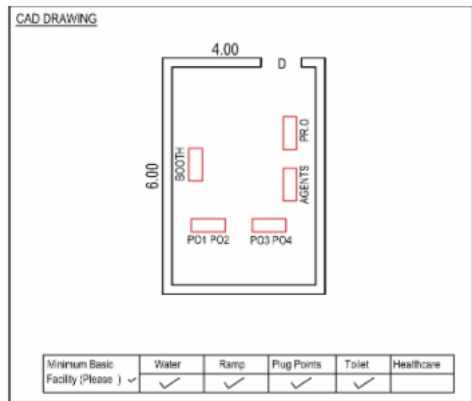 CAD DRAWING
4.00
D
PR.O
BOOTH
6.00
AGENTS
PO1 PO2 PO3 PO4
Minimum Basic Water Ramp Plug Points Toilet Healthcare
Facility (Please ) ✓ ✓ ✓ ✓ ✓